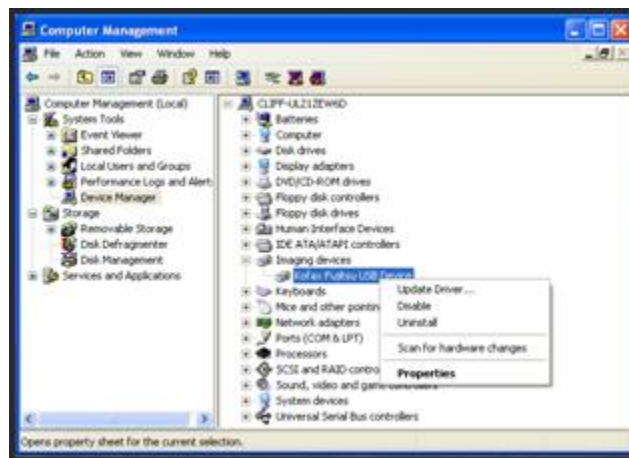 Computer Management
File Action View Window Help
Computer Management (Local)
System Tools
Event Viewer
Shared Folders
Local Users and Groups
Performance Logs and Alert
Device Manager
Storage
Removable Storage
Disk Defragmenter
Disk Management
Services and Applications
CLIFF-UL212EW6D
Batteries
Computer
Disk drives
Display adapters
DVD/CD-ROM drives
Floppy disk controllers
Floppy disk drives
Human Interface Devices
IDE ATA/ATAPI controllers
Imaging devices
Kofax Fujitsu USB Device
Keyboards
Mice and other pointin
Network adapters
Ports (COM & LPT)
Processors
SCSI and RAID contro
Sound, video and game controllers
System devices
Universal Serial Bus controllers
Update Driver...
Disable
Uninstall
Scan for hardware changes
Properties
Opens property sheet for the current selection.